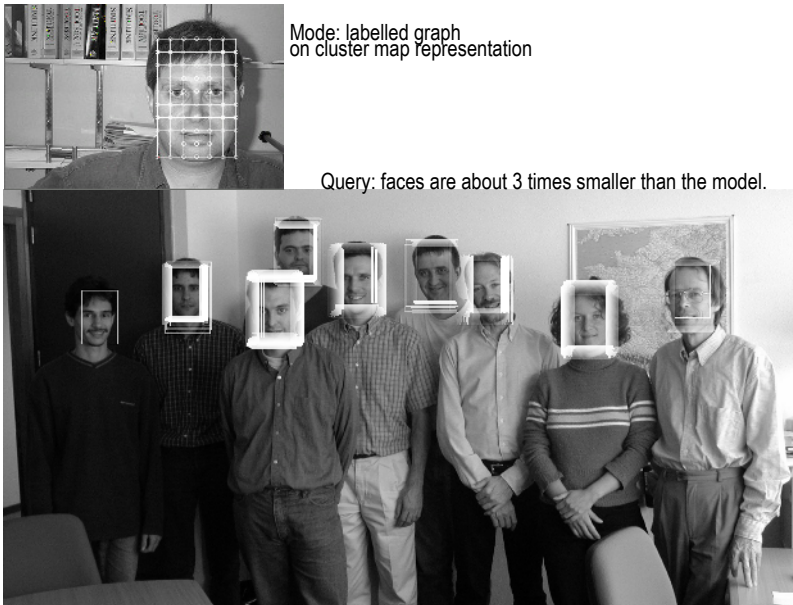 Mode: labelled graph
on cluster map representation
Query: faces are about 3 times smaller than the model.